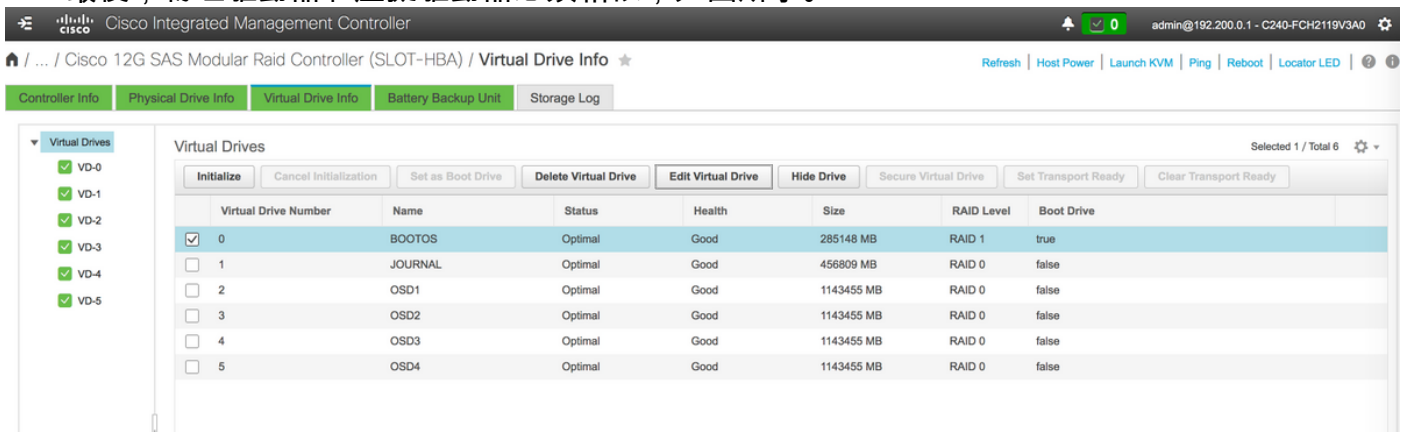 cisco Cisco Integrated Management Controller 0 admin@192.200.0.1 - C240-FCH2119V3A0
/ ... / Cisco 12G SAS Modular Raid Controller (SLOT-HBA) / Virtual Drive Info ★ Refresh | Host Power | Launch KVM | Ping | Reboot | Locator LED | ? i
Controller Info Physical Drive Info Virtual Drive Info Battery Backup Unit Storage Log
Virtual Drives
VD-0
VD-1
VD-2
VD-3
VD-4
VD-5
Virtual Drives Selected 1 / Total 6
Initialize Cancel Initialization Set as Boot Drive Delete Virtual Drive Edit Virtual Drive Hide Drive Secure Virtual Drive Set Transport Ready Clear Transport Ready
Virtual Drive Number Name Status Health Size RAID Level Boot Drive
0 BOOTOS Optimal Good 285148 MB RAID 1 true
1 JOURNAL Optimal Good 456809 MB RAID 0 false
2 OSD1 Optimal Good 1143455 MB RAID 0 false
3 OSD2 Optimal Good 1143455 MB RAID 0 false
4 OSD3 Optimal Good 1143455 MB RAID 0 false
5 OSD4 Optimal Good 1143455 MB RAID 0 false